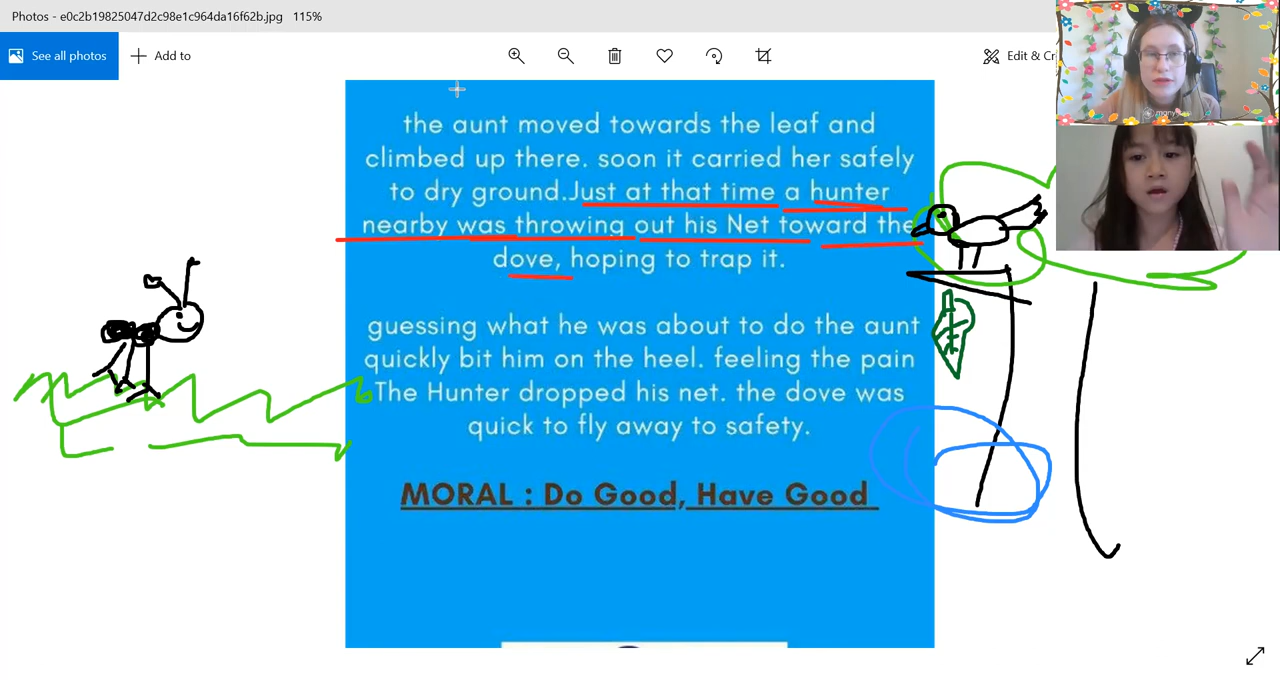 Photos - e0c2b19825047d2c98e1c964da16f62b.jpg 115%
See all photos
Add to
Edit & Cr
the aunt moved towards the leaf and
climbed up there. soon it carried her safely
to dry ground.Just at that time a hunter
nearby was throwing out his Net toward the
dove, hoping to trap it.
guessing what he was about to do the aunt
quickly bit him on the heel. feeling the pain
The Hunter dropped his net. the dove was
quick to fly away to safety.
MORAL : Do Good, Have Good